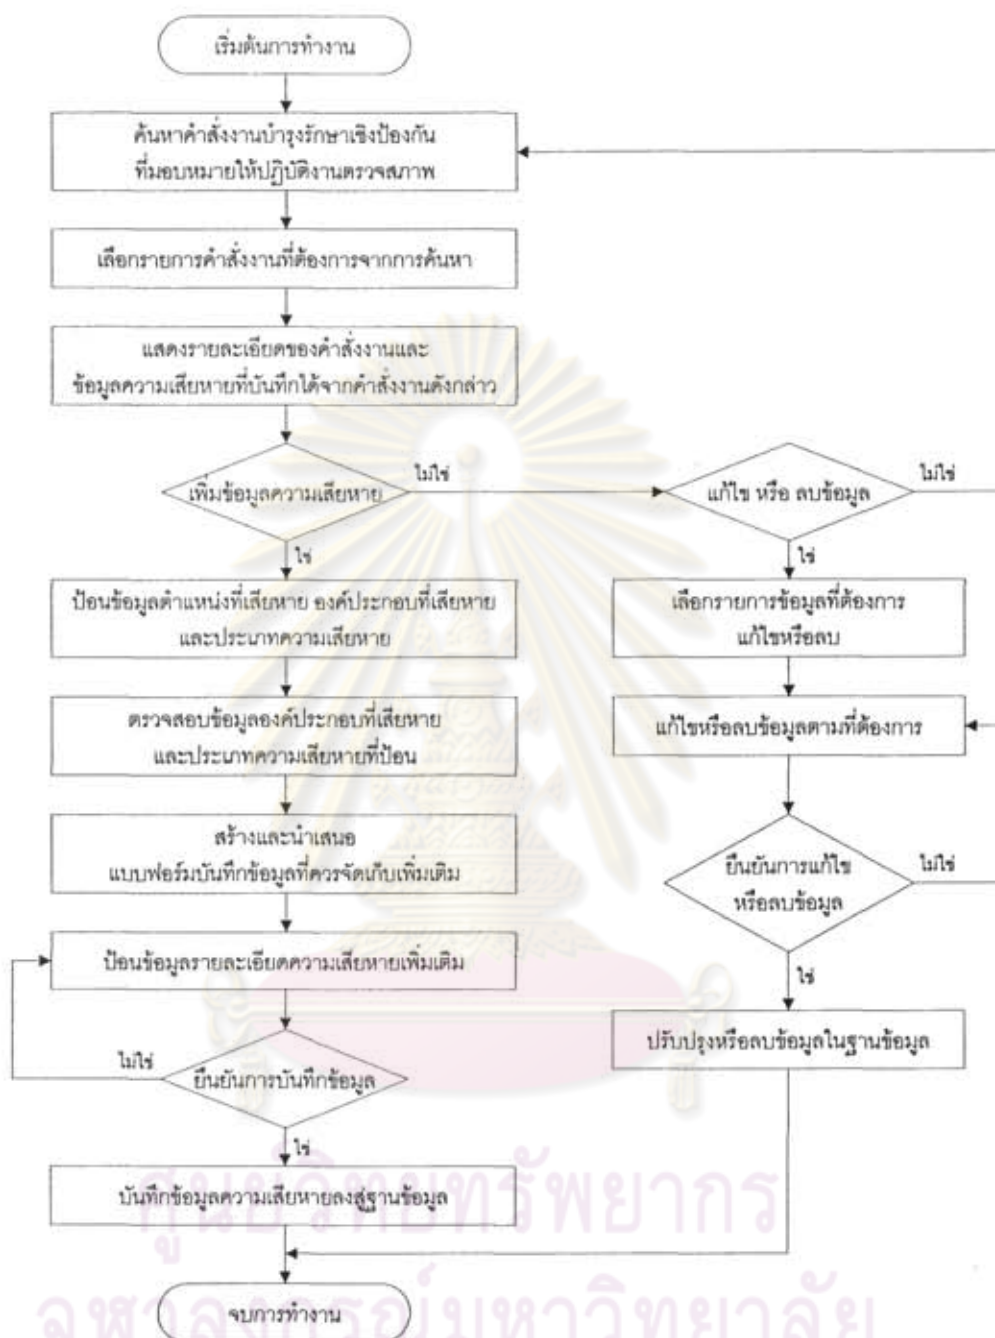 เริ่มต้นการทำงาน
ค้นหาคำสั่งงานบำรุงรักษาเชิงป้องกัน
ที่มอบหมายให้ปฏิบัติงานตรวจสภาพ
เลือกรายการคำสั่งงานที่ต้องการจากการค้นหา
แสดงรายละเอียดของคำสั่งงานและ
ข้อมูลความเสียหายที่บันทึกได้จากคำสั่งงานดังกล่าว
เพิ่มข้อมูลความเสียหาย
ไม่ใช่
แก้ไข หรือ ลบข้อมูล
ไม่ใช่
ใช่
ใช่
ป้อนข้อมูลตำแหน่งที่เสียหาย องค์ประกอบที่เสียหาย
และประเภทความเสียหาย
เลือกรายการข้อมูลที่ต้องการ
แก้ไขหรือลบ
ตรวจสอบข้อมูลองค์ประกอบที่เสียหาย
และประเภทความเสียหายที่ป้อน
แก้ไขหรือลบข้อมูลตามที่ต้องการ
สร้างและนำเสนอ
แบบฟอร์มบันทึกข้อมูลที่ควรจัดเก็บเพิ่มเติม
ยืนยันการแก้ไข
หรือลบข้อมูล
ไม่ใช่
ใช่
ป้อนข้อมูลรายละเอียดความเสียหายเพิ่มเติม
ปรับปรุงหรือลบข้อมูลในฐานข้อมูล
ไม่ใช่
ยืนยันการบันทึกข้อมูล
ใช่
บันทึกข้อมูลความเสียหายลงสู่ฐานข้อมูล
ศูนย์วิทยทรัพยากร
จบการทำงาน
จุฬาลงกรณ์มหาวิทยาลัย